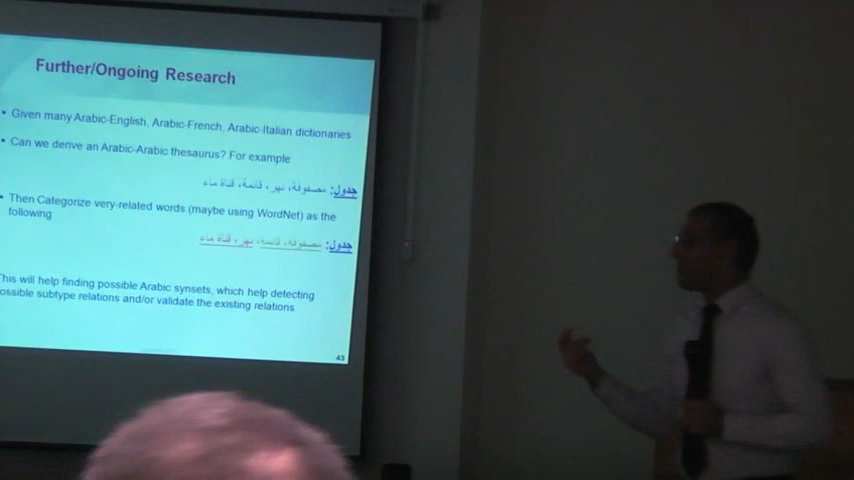 Further/Ongoing Research
• Given many Arabic-English, Arabic-French, Arabic-Italian dictionaries
• Can we derive an Arabic-Arabic thesaurus? For example
جدول: مصفوفة، نهر، قائمة، قناة ماء
• Then Categorize very-related words (maybe using WordNet) as the
following
جدول: مصفوفة، قائمة، نهر، قناة ماء
This will help finding possible Arabic synsets, which help detecting
possible subtype relations and/or validate the existing relations
43